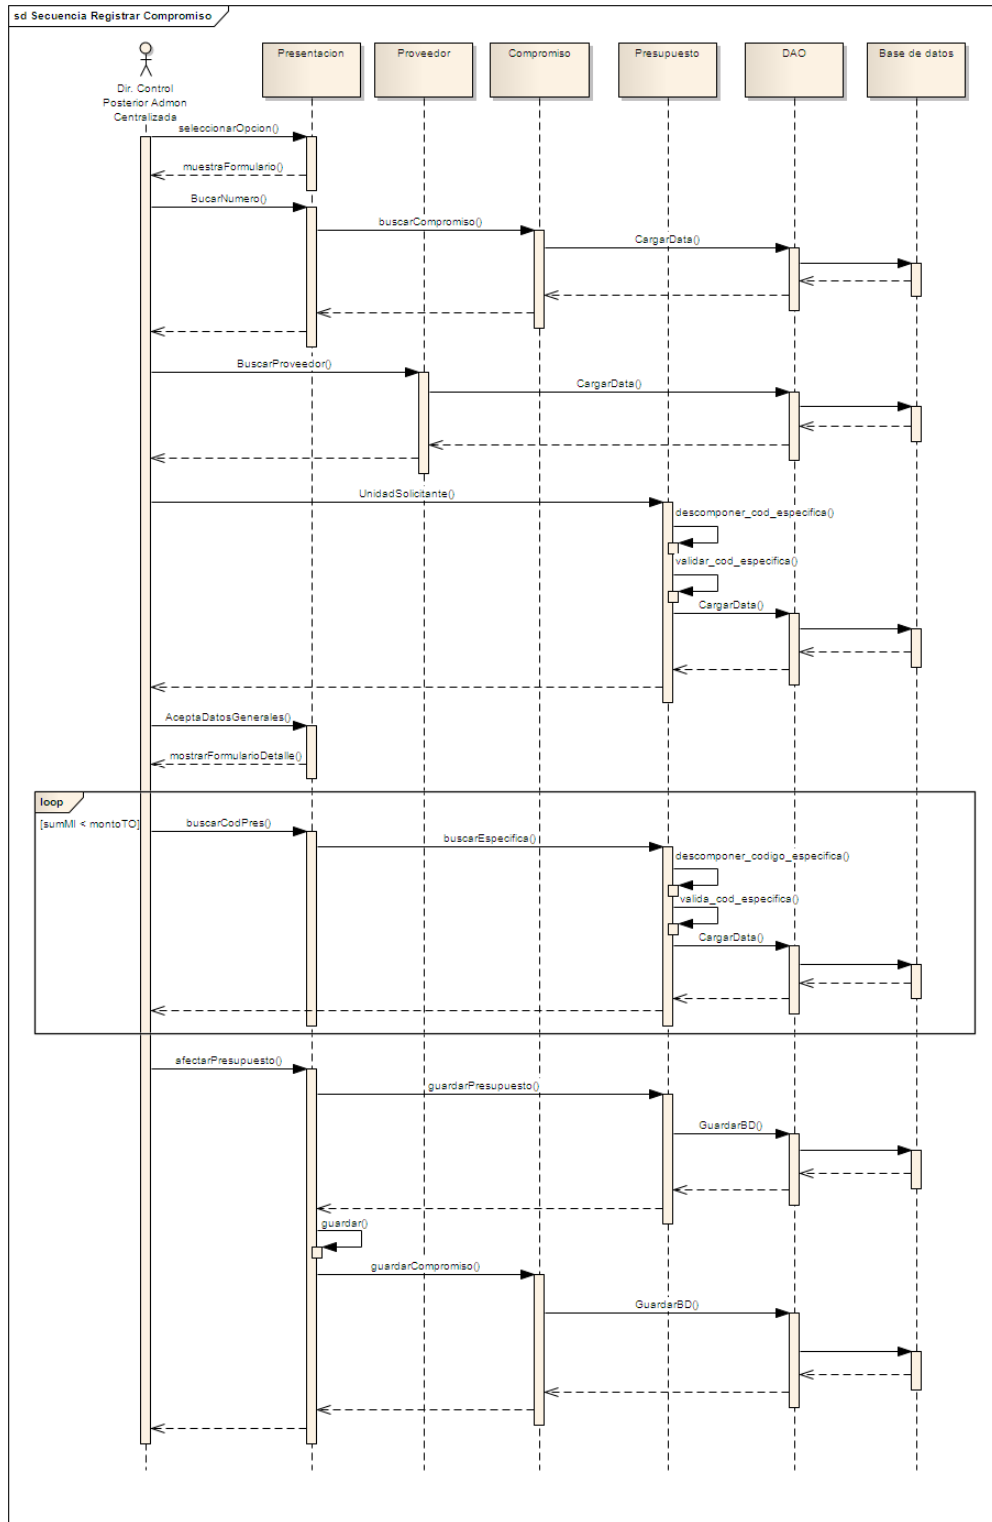 sd Secuencia Registrar Compromiso
Presentacion
Proveedor
Compromiso
Presupuesto
DAO
Base de datos
Dir. Control
Posterior Admon
Centralizada
seleccionarOpcion()
muestraFormulario()
BucarNumero()
buscarCompromiso()
CargarData()
BuscarProveedor()
CargarData()
UnidadSolicitante()
descomponer_cod_especifica()
validar_cod_especifica()
CargarData()
AceptaDatosGenerales()
mostrarFormularioDetalle()
loop
[sumMI < montoTO]
buscarCodPres()
buscarEspecifica()
descomponer_codigo_especifica()
valida_cod_especifica()
CargarData()
afectarPresupuesto()
guardarPresupuesto()
GuardarBD()
guardar()
guardarCompromiso()
GuardarBD()